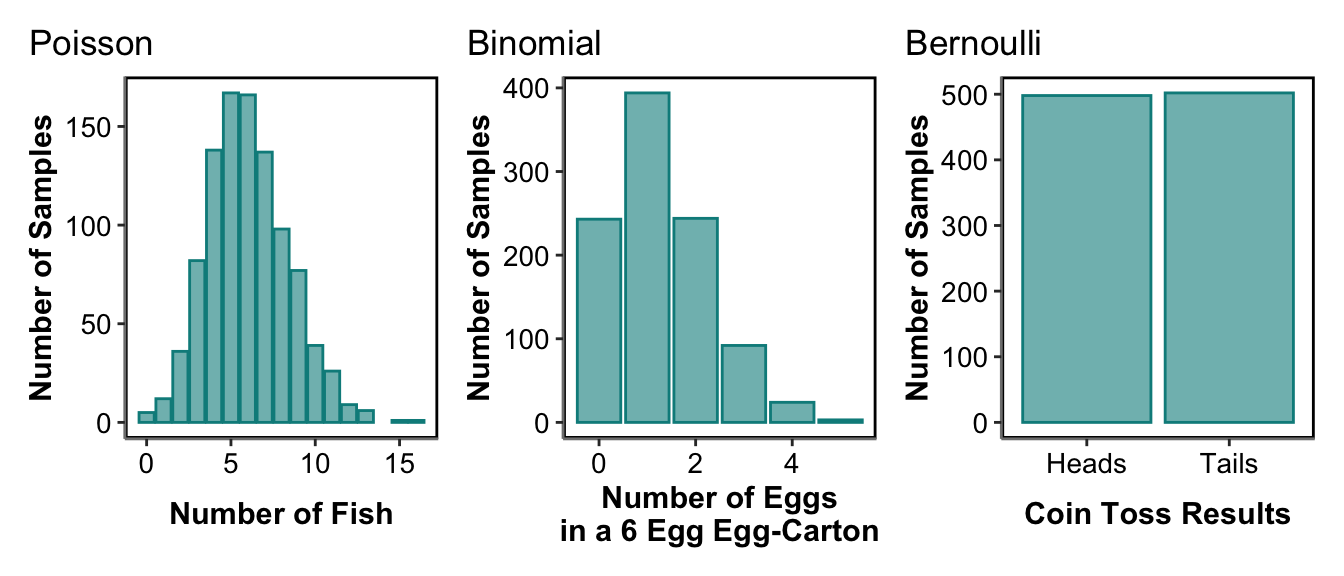 Poisson
Number of Samples
150
100
50
0
0 5 10 15
Number of Fish
Binomial
Number of Samples
400
300
200
100
0
0 2 4
Number of Eggs
in a 6 Egg Egg-Carton
Bernoulli
Number of Samples
500
400
300
200
100
0
Heads Tails
Coin Toss Results